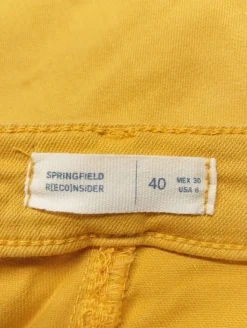 SPRINGFIELD
R[ECO]NSIDER
40
MEX 30
USA 6